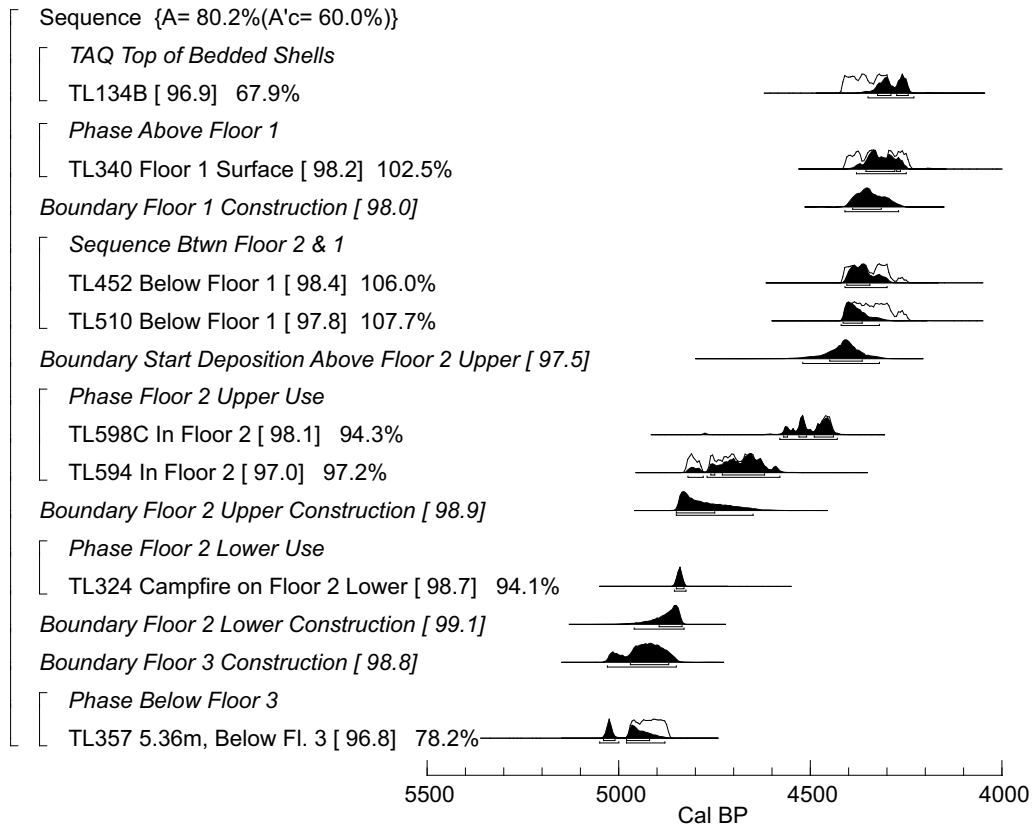 Sequence {A= 80.2%(A'c= 60.0%)}
TAQ Top of Bedded Shells
TL134B [ 96.9] 67.9%
Phase Above Floor 1
TL340 Floor 1 Surface [ 98.2] 102.5%
Boundary Floor 1 Construction [ 98.0]
Sequence Btwn Floor 2 & 1
TL452 Below Floor 1 [ 98.4] 106.0%
TL510 Below Floor 1 [ 97.8] 107.7%
Boundary Start Deposition Above Floor 2 Upper [ 97.5]
Phase Floor 2 Upper Use
TL598C In Floor 2 [ 98.1] 94.3%
TL594 In Floor 2 [ 97.0] 97.2%
Boundary Floor 2 Upper Construction [ 98.9]
Phase Floor 2 Lower Use
TL324 Campfire on Floor 2 Lower [ 98.7] 94.1%
Boundary Floor 2 Lower Construction [ 99.1]
Boundary Floor 3 Construction [ 98.8]
Phase Below Floor 3
TL357 5.36m, Below Fl. 3 [ 96.8] 78.2%
5500 5000 4500 4000
Cal BP